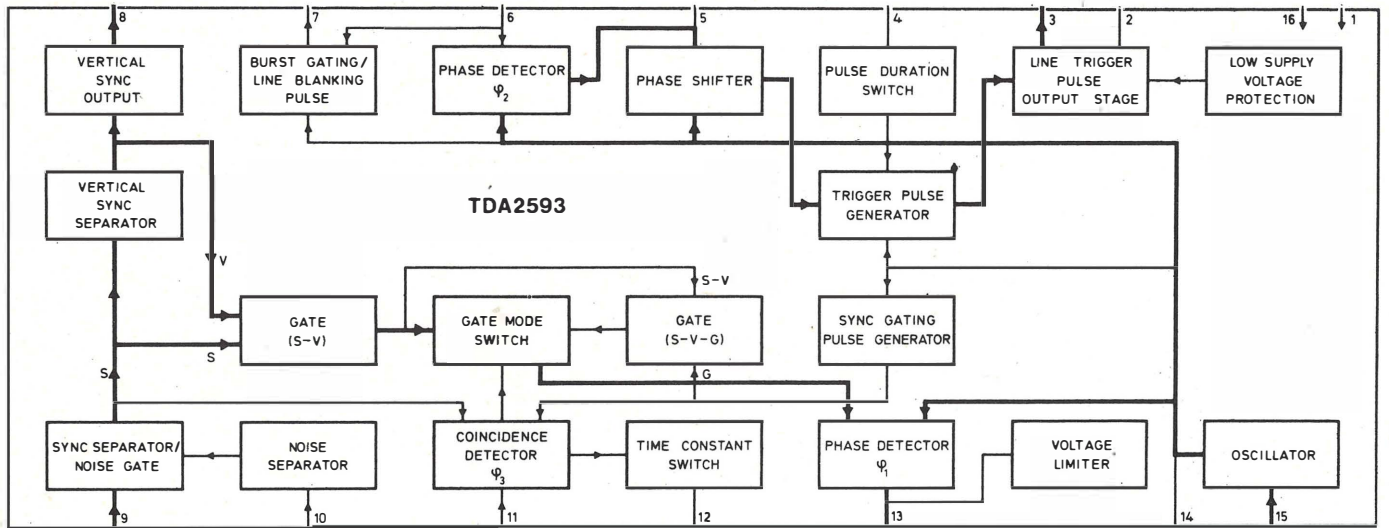 8
7
6
5
4
3
2
16
1
VERTICAL
SYNC
OUTPUT
BURST GATING/
LINE BLANKING
PULSE
PHASE DETECTOR
φ2
PHASE SHIFTER
PULSE DURATION
SWITCH
LINE TRIGGER
PULSE
OUTPUT STAGE
LOW SUPPLY
VOLTAGE
PROTECTION
VERTICAL
SYNC
SEPARATOR
TDA2593
TRIGGER PULSE
GENERATOR
V
S-V
GATE
(S-V)
GATE MODE
SWITCH
GATE
(S-V-G)
SYNC GATING
PULSE GENERATOR
S
S
G
SYNC SEPARATOR/
NOISE GATE
NOISE
SEPARATOR
COINCIDENCE
DETECTOR
φ3
TIME CONSTANT
SWITCH
PHASE DETECTOR
φ1
VOLTAGE
LIMITER
OSCILLATOR
9
10
11
12
13
14
15